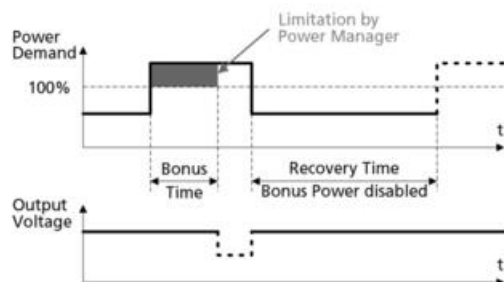 Limitation by
Power Manager
Power
Demand
100%
t
Bonus
Time
Recovery Time
Bonus Power disabled
Output
Voltage
t